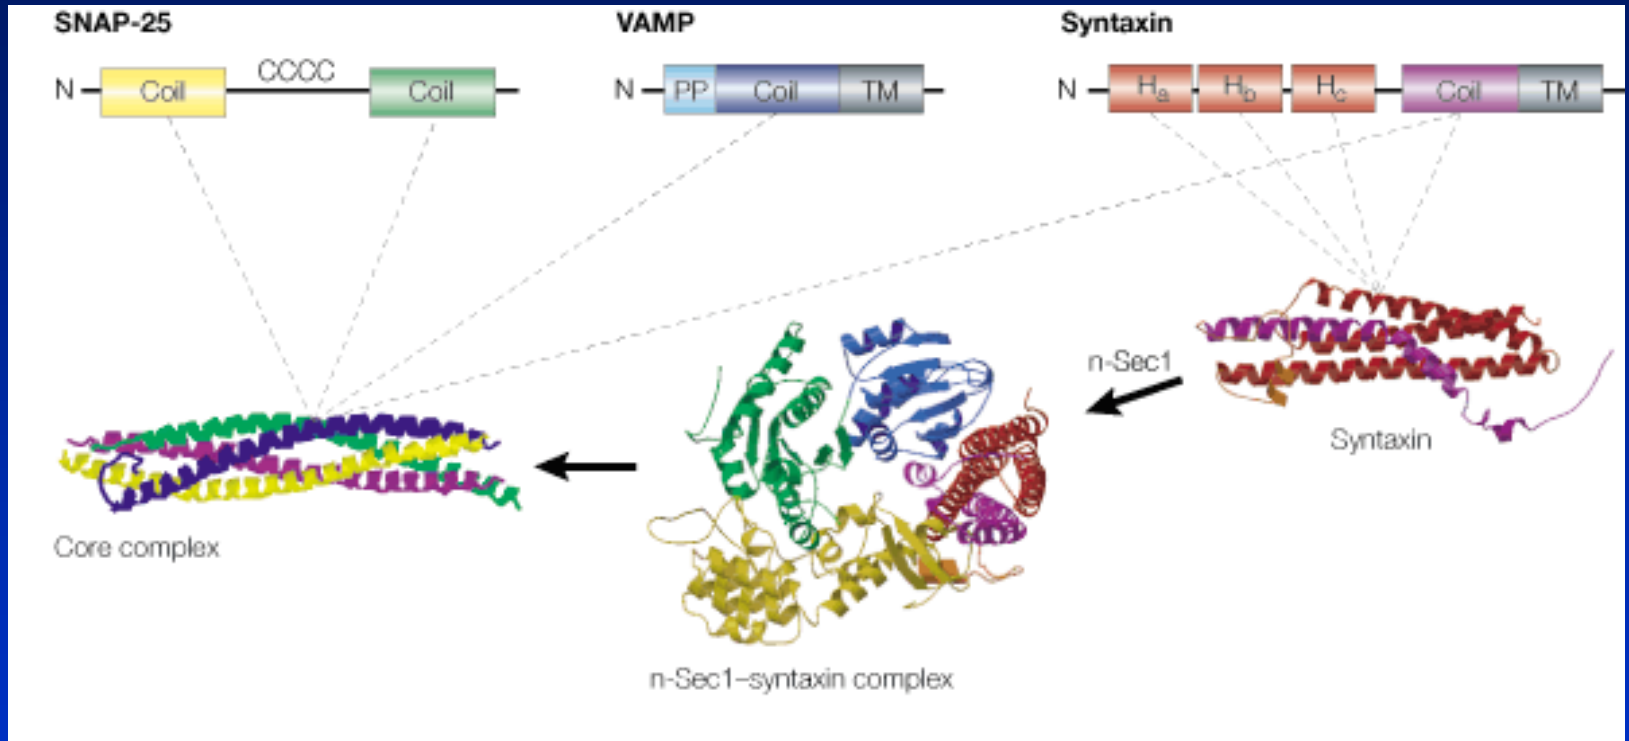 SNAP-25
VAMP
Syntaxin
N Coil CCCC Coil
N PP Coil TM
N Ha Hb Hc Coil TM
n-Sec1
Syntaxin
Core complex
n-Sec1–syntaxin complex